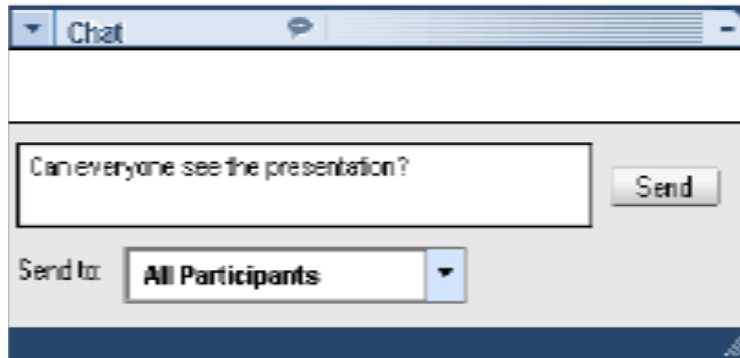 Chat
Can everyone see the presentation?
Send
Send to:
All Participants